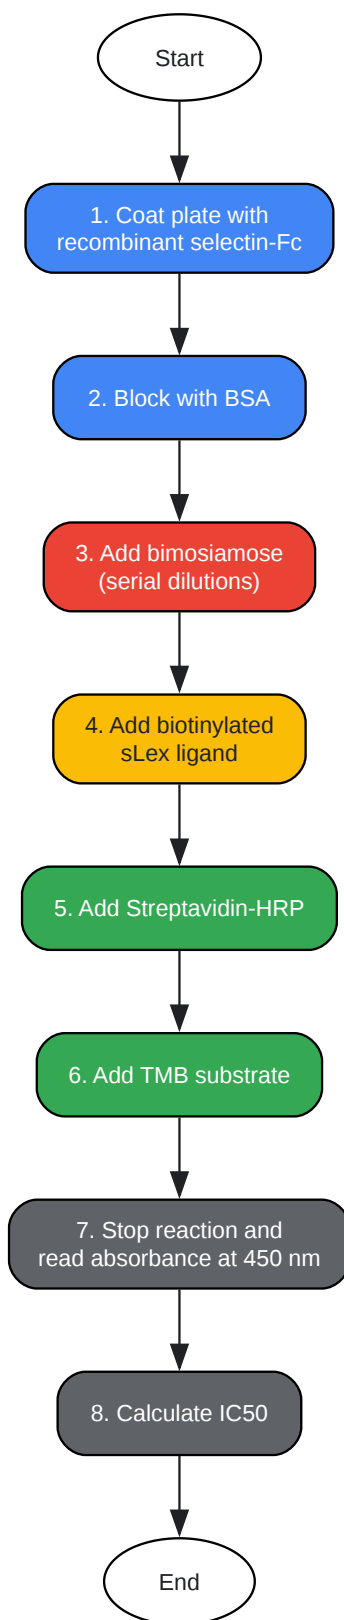 Start
1. Coat plate with
recombinant selectin-Fc
2. Block with BSA
3. Add bimosiamose
(serial dilutions)
4. Add biotinylated
sLex ligand
5. Add Streptavidin-HRP
6. Add TMB substrate
7. Stop reaction and
read absorbance at 450 nm
8. Calculate IC50
End